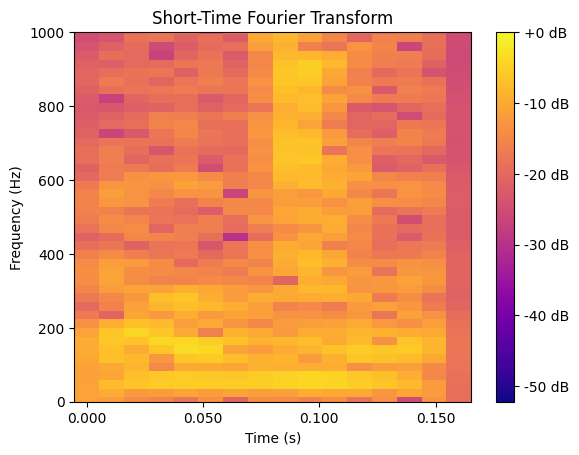 Short-Time Fourier Transform
Frequency (Hz)
1000
800
600
400
200
0
0.000
0.050
0.100
0.150
Time (s)
+0 dB
-10 dB
-20 dB
-30 dB
-40 dB
-50 dB